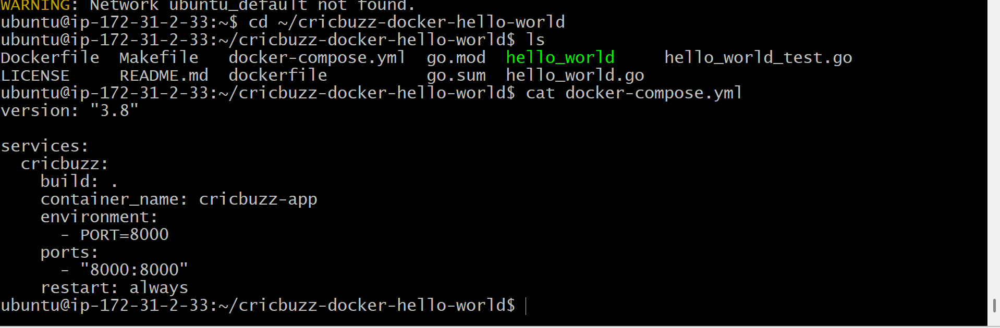 WARNING: Network ubuntu_default not found.
ubuntu@ip-172-31-2-33:~$ cd ~/cricbuzz-docker-hello-world
ubuntu@ip-172-31-2-33:~/cricbuzz-docker-hello-world$ ls
Dockerfile  Makefile   docker-compose.yml  go.mod  hello_world     hello_world_test.go
LICENSE     README.md  dockerfile          go.sum  hello_world.go
ubuntu@ip-172-31-2-33:~/cricbuzz-docker-hello-world$ cat docker-compose.yml
version: "3.8"

services:
  cricbuzz:
    build: .
    container_name: cricbuzz-app
    environment:
      - PORT=8000
    ports:
      - "8000:8000"
    restart: always
ubuntu@ip-172-31-2-33:~/cricbuzz-docker-hello-world$